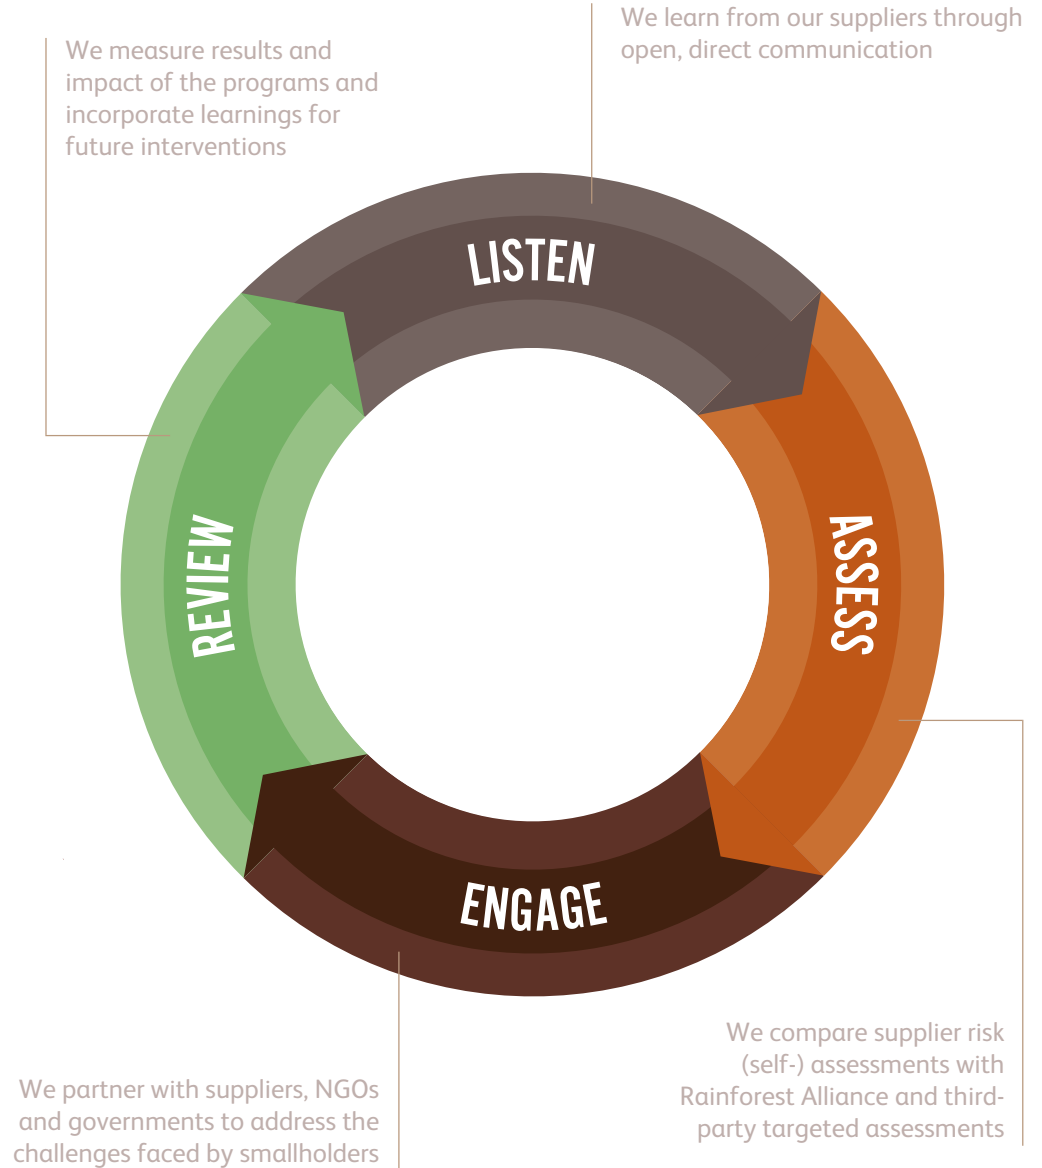 We learn from our suppliers through
open, direct communication
We measure results and
impact of the programs and
incorporate learnings for
future interventions
LISTEN
ASSESS
REVIEW
ENGAGE
We compare supplier risk
(self-) assessments with
Rainforest Alliance and third-
party targeted assessments
We partner with suppliers, NGOs
and governments to address the
challenges faced by smallholders